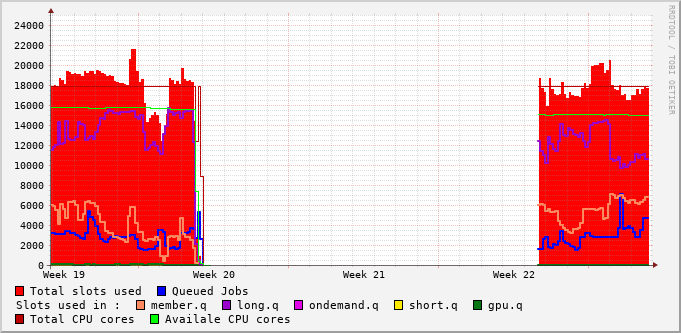 24000
22000
20000
18000
16000
14000
12000
10000
8000
6000
4000
2000
0
Week 19 Week 20 Week 21 Week 22
Total slots used Queued Jobs
Slots used in : member.q long.q ondemand.q short.q gpu.q
Total CPU cores Availale CPU cores
RRDTOOL / TOBI OETIKER